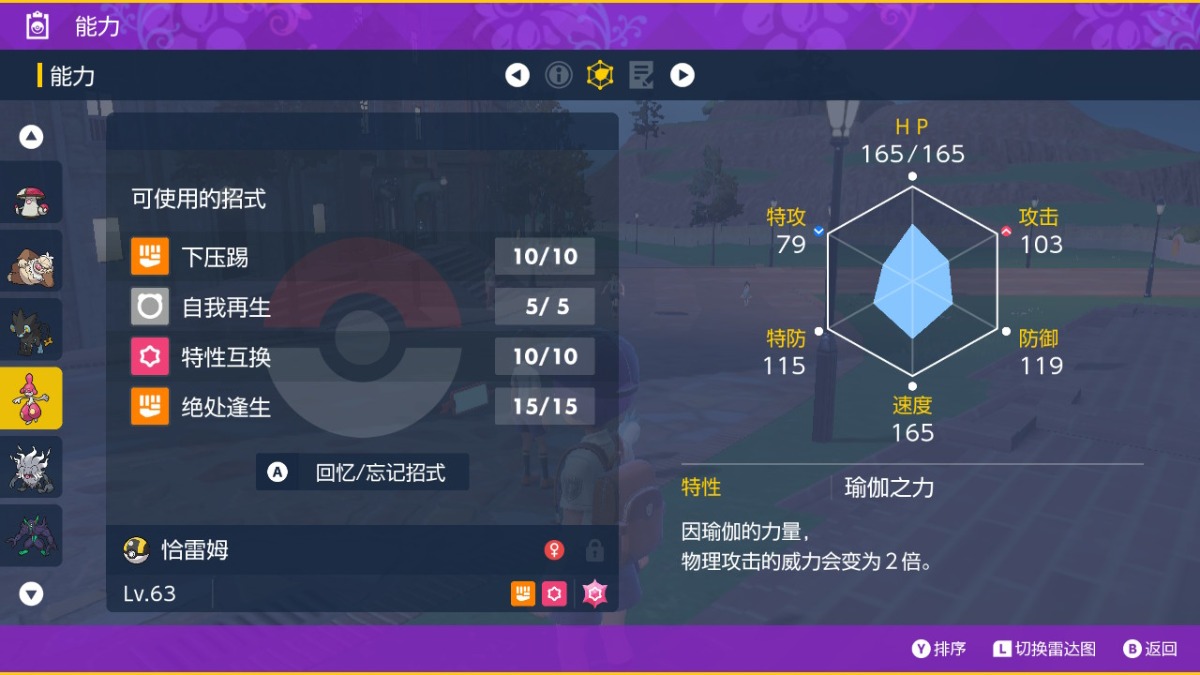 能力
能力
可使用的招式
下压踢 10/10
自我再生 5/ 5
特性互换 10/10
绝处逢生 15/15
A 回忆/忘记招式
恰雷姆
Lv.63
HP
165/165
特攻
79
攻击
103
特防
115
防御
119
速度
165
特性 瑜伽之力
因瑜伽的力量，
物理攻击的威力会变为２倍。
Y 排序 L 切换雷达图 B 返回